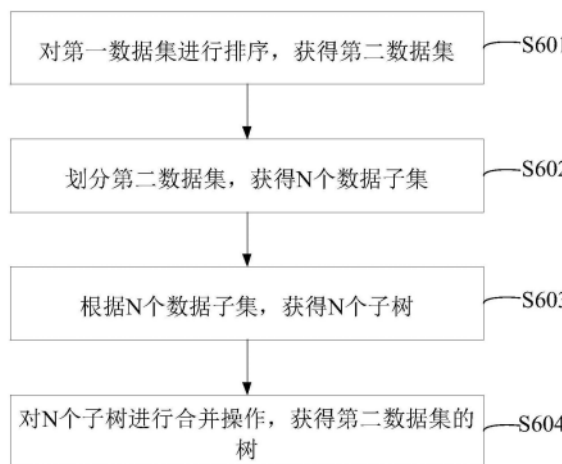 对第一数据集进行排序，获得第二数据集
S601
划分第二数据集，获得N个数据子集
S602
根据N个数据子集，获得N个子树
S603
对N个子树进行合并操作，获得第二数据集的
树
S604